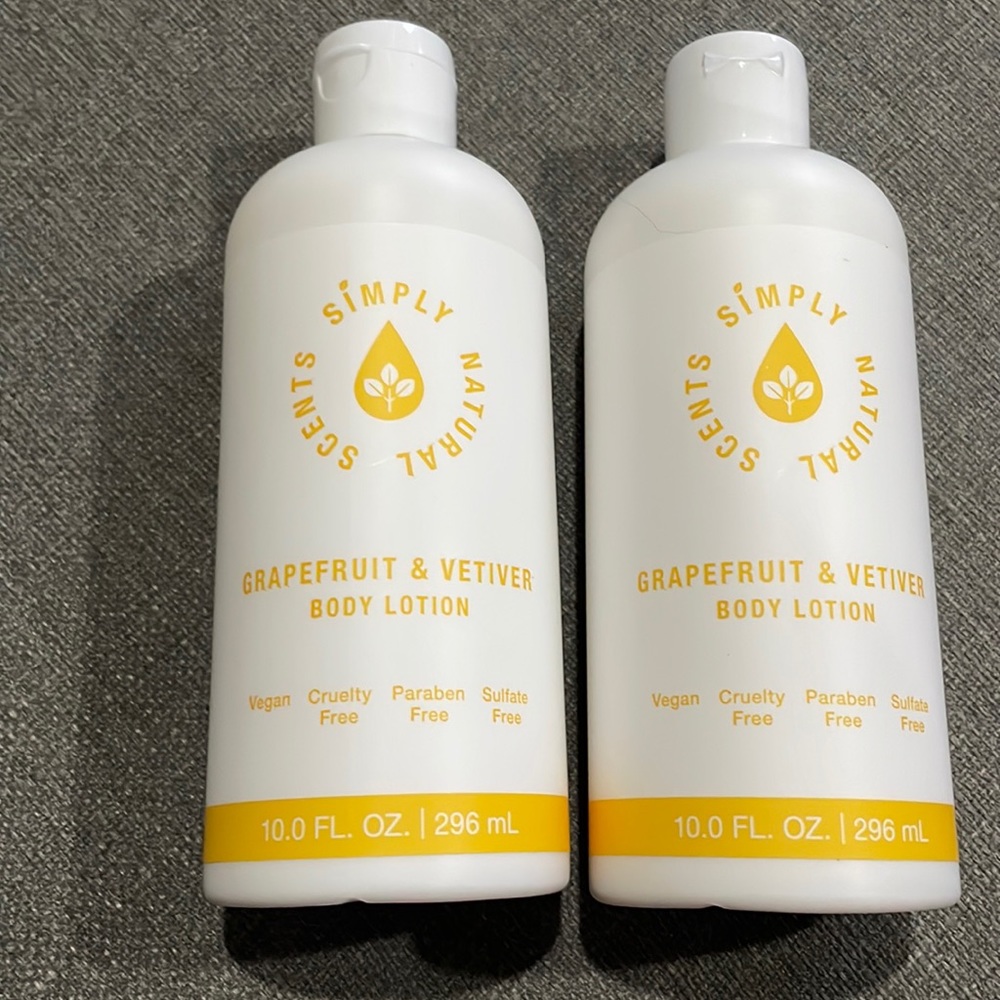 SIMPLY
NATURAL
SCENTS
GRAPEFRUIT & VETIVER
BODY LOTION
Vegan Cruelty Free Paraben Free Sulfate Free
10.0 FL. OZ. | 296 mL
SIMPLY
NATURAL
SCENTS
GRAPEFRUIT & VETIVER
BODY LOTION
Vegan Cruelty Free Paraben Free Sulfate Free
10.0 FL. OZ. | 296 mL